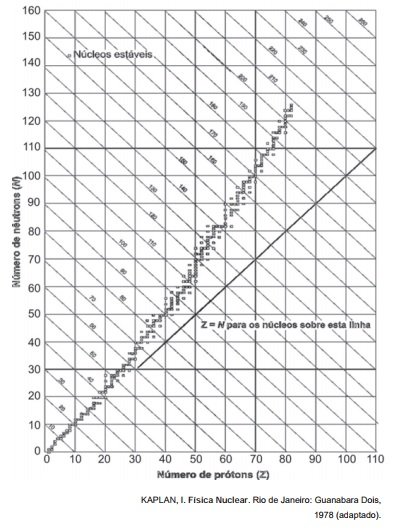 160
150
140
130
120
110
100
90
80
70
60
50
40
30
20
10
0
Número de nêutrons (N)
Núcleos estáveis
Z = N para os núcleos sobre esta linha
0 10 20 30 40 50 60 70 80 90 100 110
Número de prótons (Z)
KAPLAN, I. Física Nuclear. Rio de Janeiro: Guanabara Dois,
1978 (adaptado).